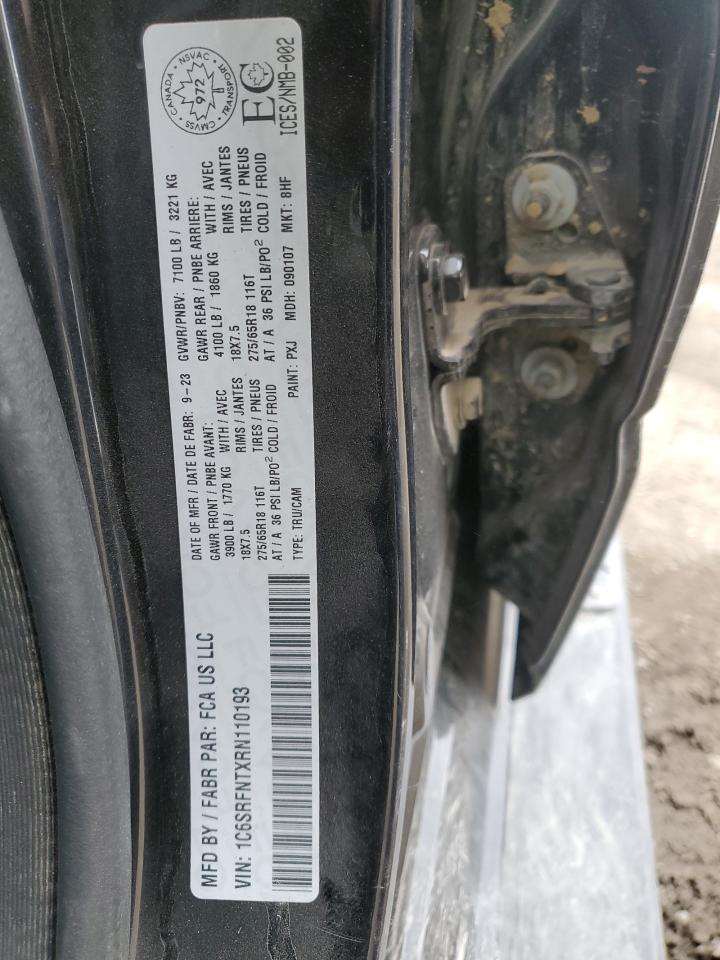 MFD BY / FABR PAR: FCA US LLC
VIN: 1C6SRFNTXRN110193
DATE OF MFR / DATE DE FABR: 9-23
GVWR/PNBV: 7100 LB / 3221 KG
GAWR FRONT / PNBE AVANT:
3900 LB / 1770 KG WITH / AVEC
18X7.5 RIMS / JANTES
275/65R18 116T TIRES / PNEUS
AT / A 36 PSI LB/PO² COLD / FROID
GAWR REAR / PNBE ARRIERE:
4100 LB / 1860 KG WITH / AVEC
18X7.5 RIMS / JANTES
275/65R18 116T TIRES / PNEUS
AT / A 36 PSI LB/PO² COLD / FROID
TYPE: TRU/CAM PAINT: PXJ MDH: 090107 MKT: 8HF
CANADA · NSVAC · TRANSPORT · CMVSS
972
EC
ICES/NMB-002